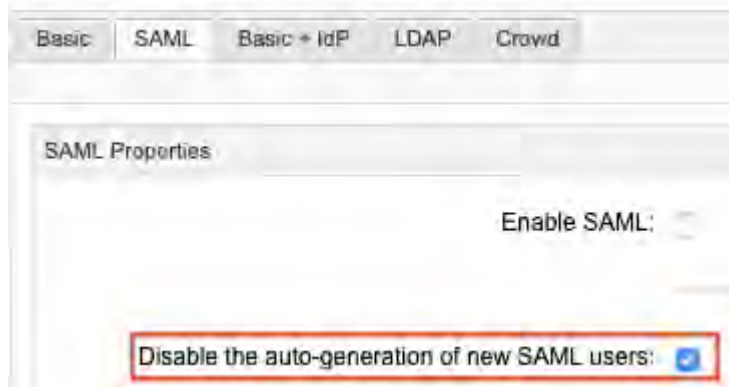 Basic SAML Basic + IdP LDAP Crowd
SAML Properties
Enable SAML:
Disable the auto-generation of new SAML users: